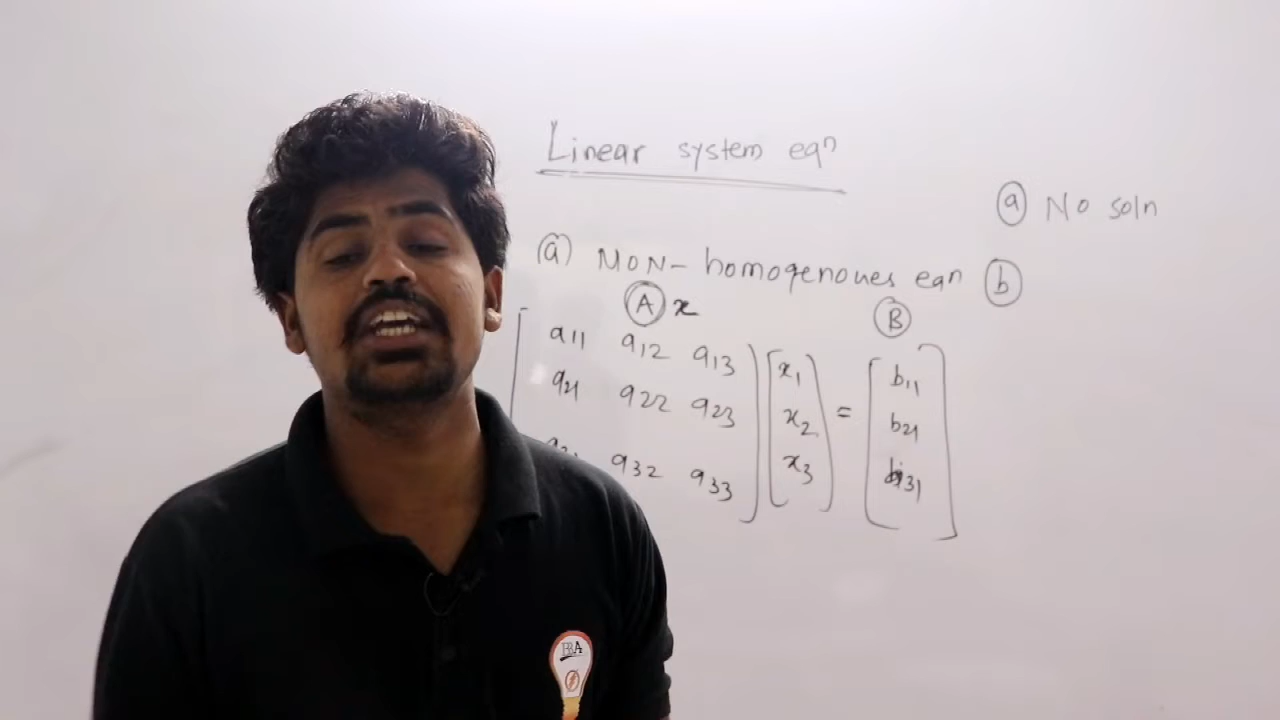 Linear system eqn
(a) NON- homogenoues eqn
A x
B
a11 a12 a13
a21 a22 a23
a32 a33
x1
x2
x3
=
b11
b21
b31
a No soln
b
BBA